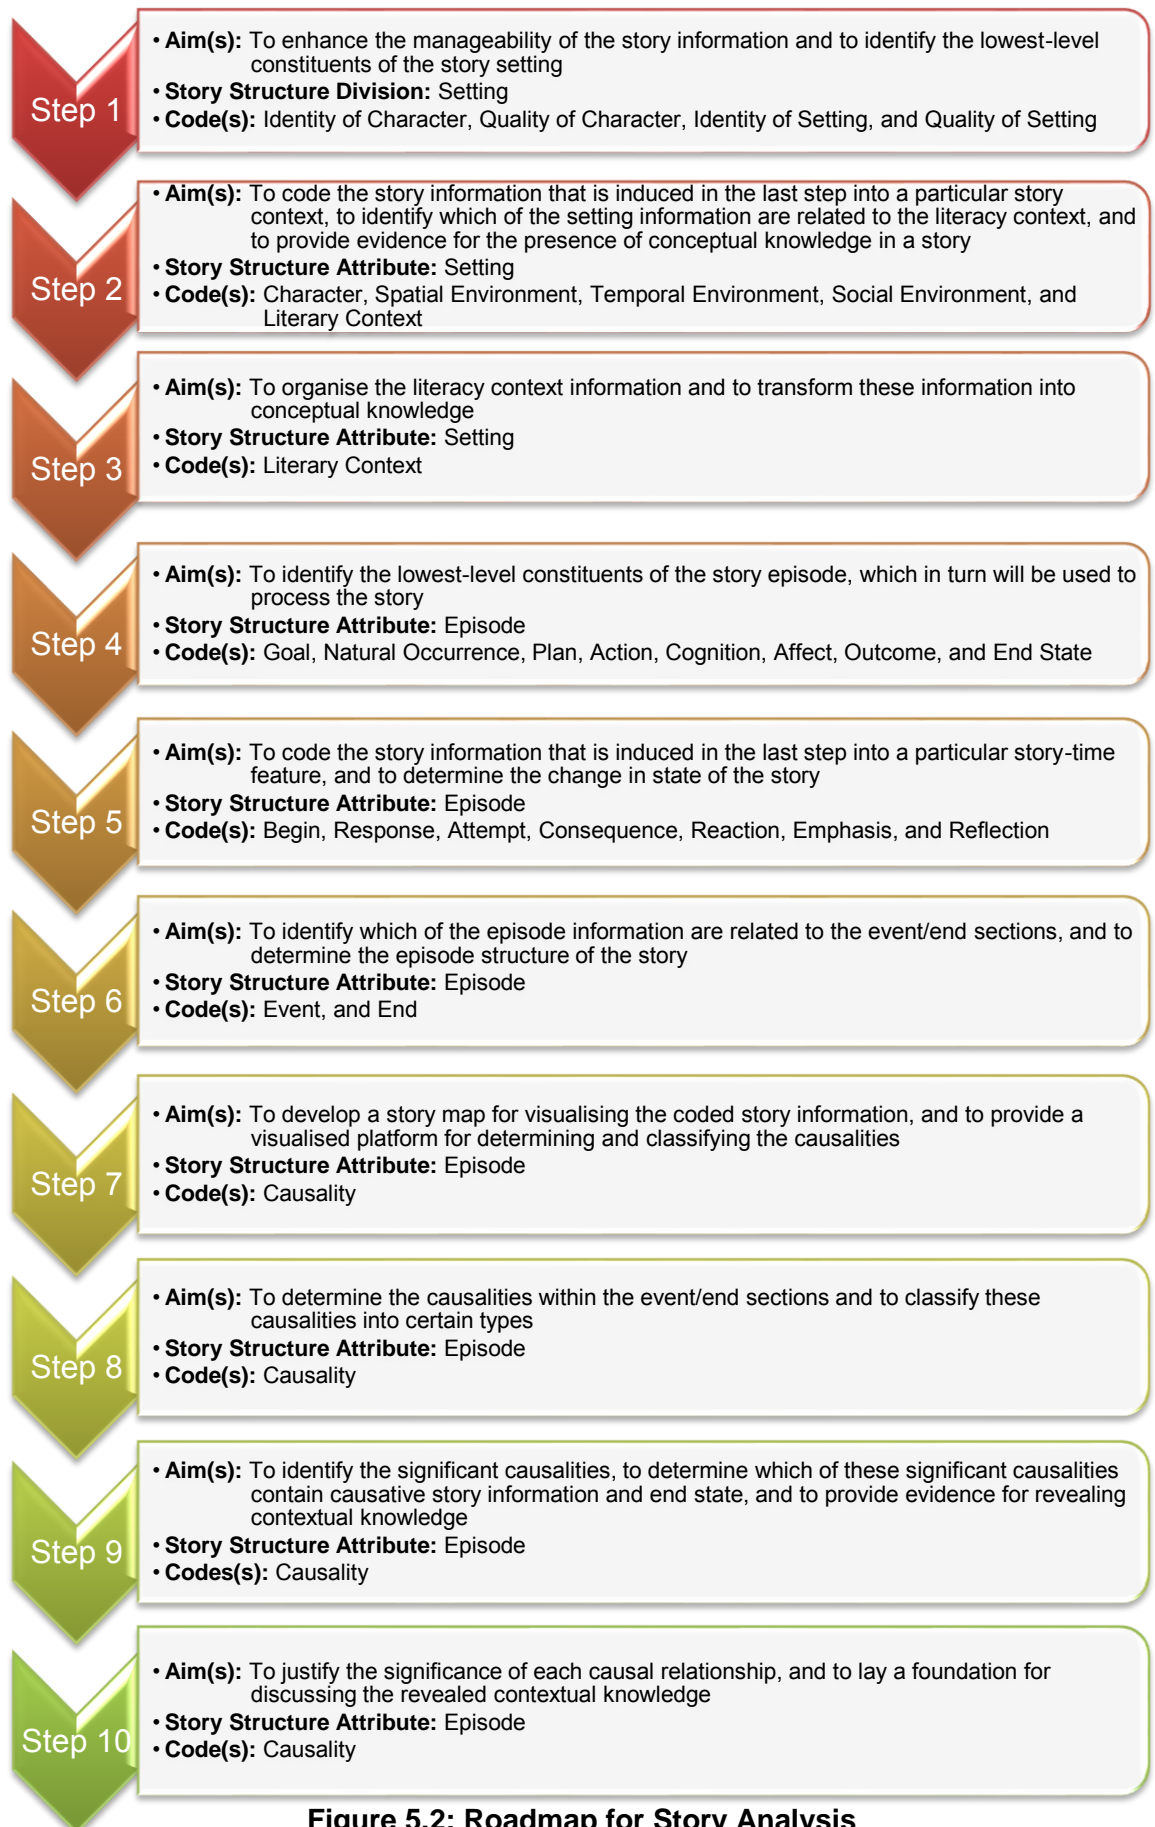 Step 1
• Aim(s): To enhance the manageability of the story information and to identify the lowest-level
constituents of the story setting
• Story Structure Division: Setting
• Code(s): Identity of Character, Quality of Character, Identity of Setting, and Quality of Setting
Step 2
• Aim(s): To code the story information that is induced in the last step into a particular story
context, to identify which of the setting information are related to the literacy context, and
to provide evidence for the presence of conceptual knowledge in a story
• Story Structure Attribute: Setting
• Code(s): Character, Spatial Environment, Temporal Environment, Social Environment, and
Literary Context
Step 3
• Aim(s): To organise the literacy context information and to transform these information into
conceptual knowledge
• Story Structure Attribute: Setting
• Code(s): Literary Context
Step 4
• Aim(s): To identify the lowest-level constituents of the story episode, which in turn will be used to
process the story
• Story Structure Attribute: Episode
• Code(s): Goal, Natural Occurrence, Plan, Action, Cognition, Affect, Outcome, and End State
Step 5
• Aim(s): To code the story information that is induced in the last step into a particular story-time
feature, and to determine the change in state of the story
• Story Structure Attribute: Episode
• Code(s): Begin, Response, Attempt, Consequence, Reaction, Emphasis, and Reflection
Step 6
• Aim(s): To identify which of the episode information are related to the event/end sections, and to
determine the episode structure of the story
• Story Structure Attribute: Episode
• Code(s): Event, and End
Step 7
• Aim(s): To develop a story map for visualising the coded story information, and to provide a
visualised platform for determining and classifying the causalities
• Story Structure Attribute: Episode
• Code(s): Causality
Step 8
• Aim(s): To determine the causalities within the event/end sections and to classify these
causalities into certain types
• Story Structure Attribute: Episode
• Code(s): Causality
Step 9
• Aim(s): To identify the significant causalities, to determine which of these significant causalities
contain causative story information and end state, and to provide evidence for revealing
contextual knowledge
• Story Structure Attribute: Episode
• Codes(s): Causality
Step 10
• Aim(s): To justify the significance of each causal relationship, and to lay a foundation for
discussing the revealed contextual knowledge
• Story Structure Attribute: Episode
• Code(s): Causality
Figure 5.2: Roadmap for Story Analysis